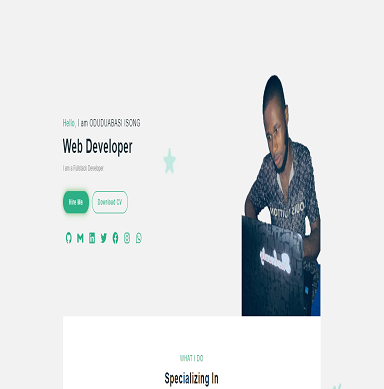 Hello, I am ODUDUABASI ISONG
Web Developer
I am a Fullstack Developer
Hire Me
Download CV
WHAT I DO
Specializing In